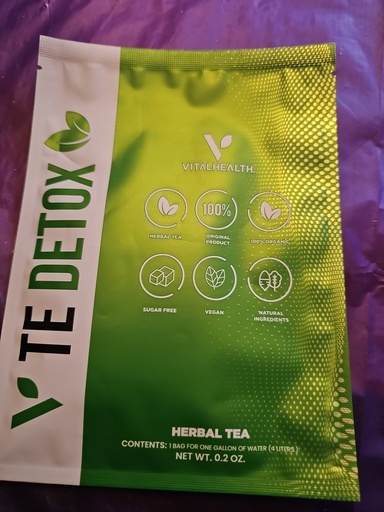 TE DETOX
VITALHEALTH.
HERBAL TEA
100%
ORIGINAL
PRODUCT
100% ORGANIC
SUGAR FREE
VEGAN
NATURAL
INGREDIENTS
HERBAL TEA
CONTENTS: 1 BAG FOR ONE GALLON OF WATER (4 LITERS)
NET WT. 0.2 OZ.